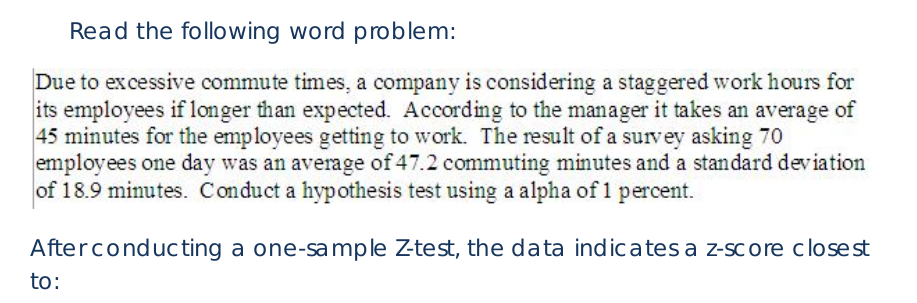 Read the following word problem:
Due to excessive commute times, a company is considering a staggered work hours for
its employees if longer than expected.  According to the manager it takes an average of
45 minutes for the employees getting to work.  The result of a survey asking 70
employees one day was an average of 47.2 commuting minutes and a standard deviation
of 18.9 minutes.  Conduct a hypothesis test using a alpha of 1 percent.
After conducting a one-sample Z-test, the data indicates a z-score closest
to: